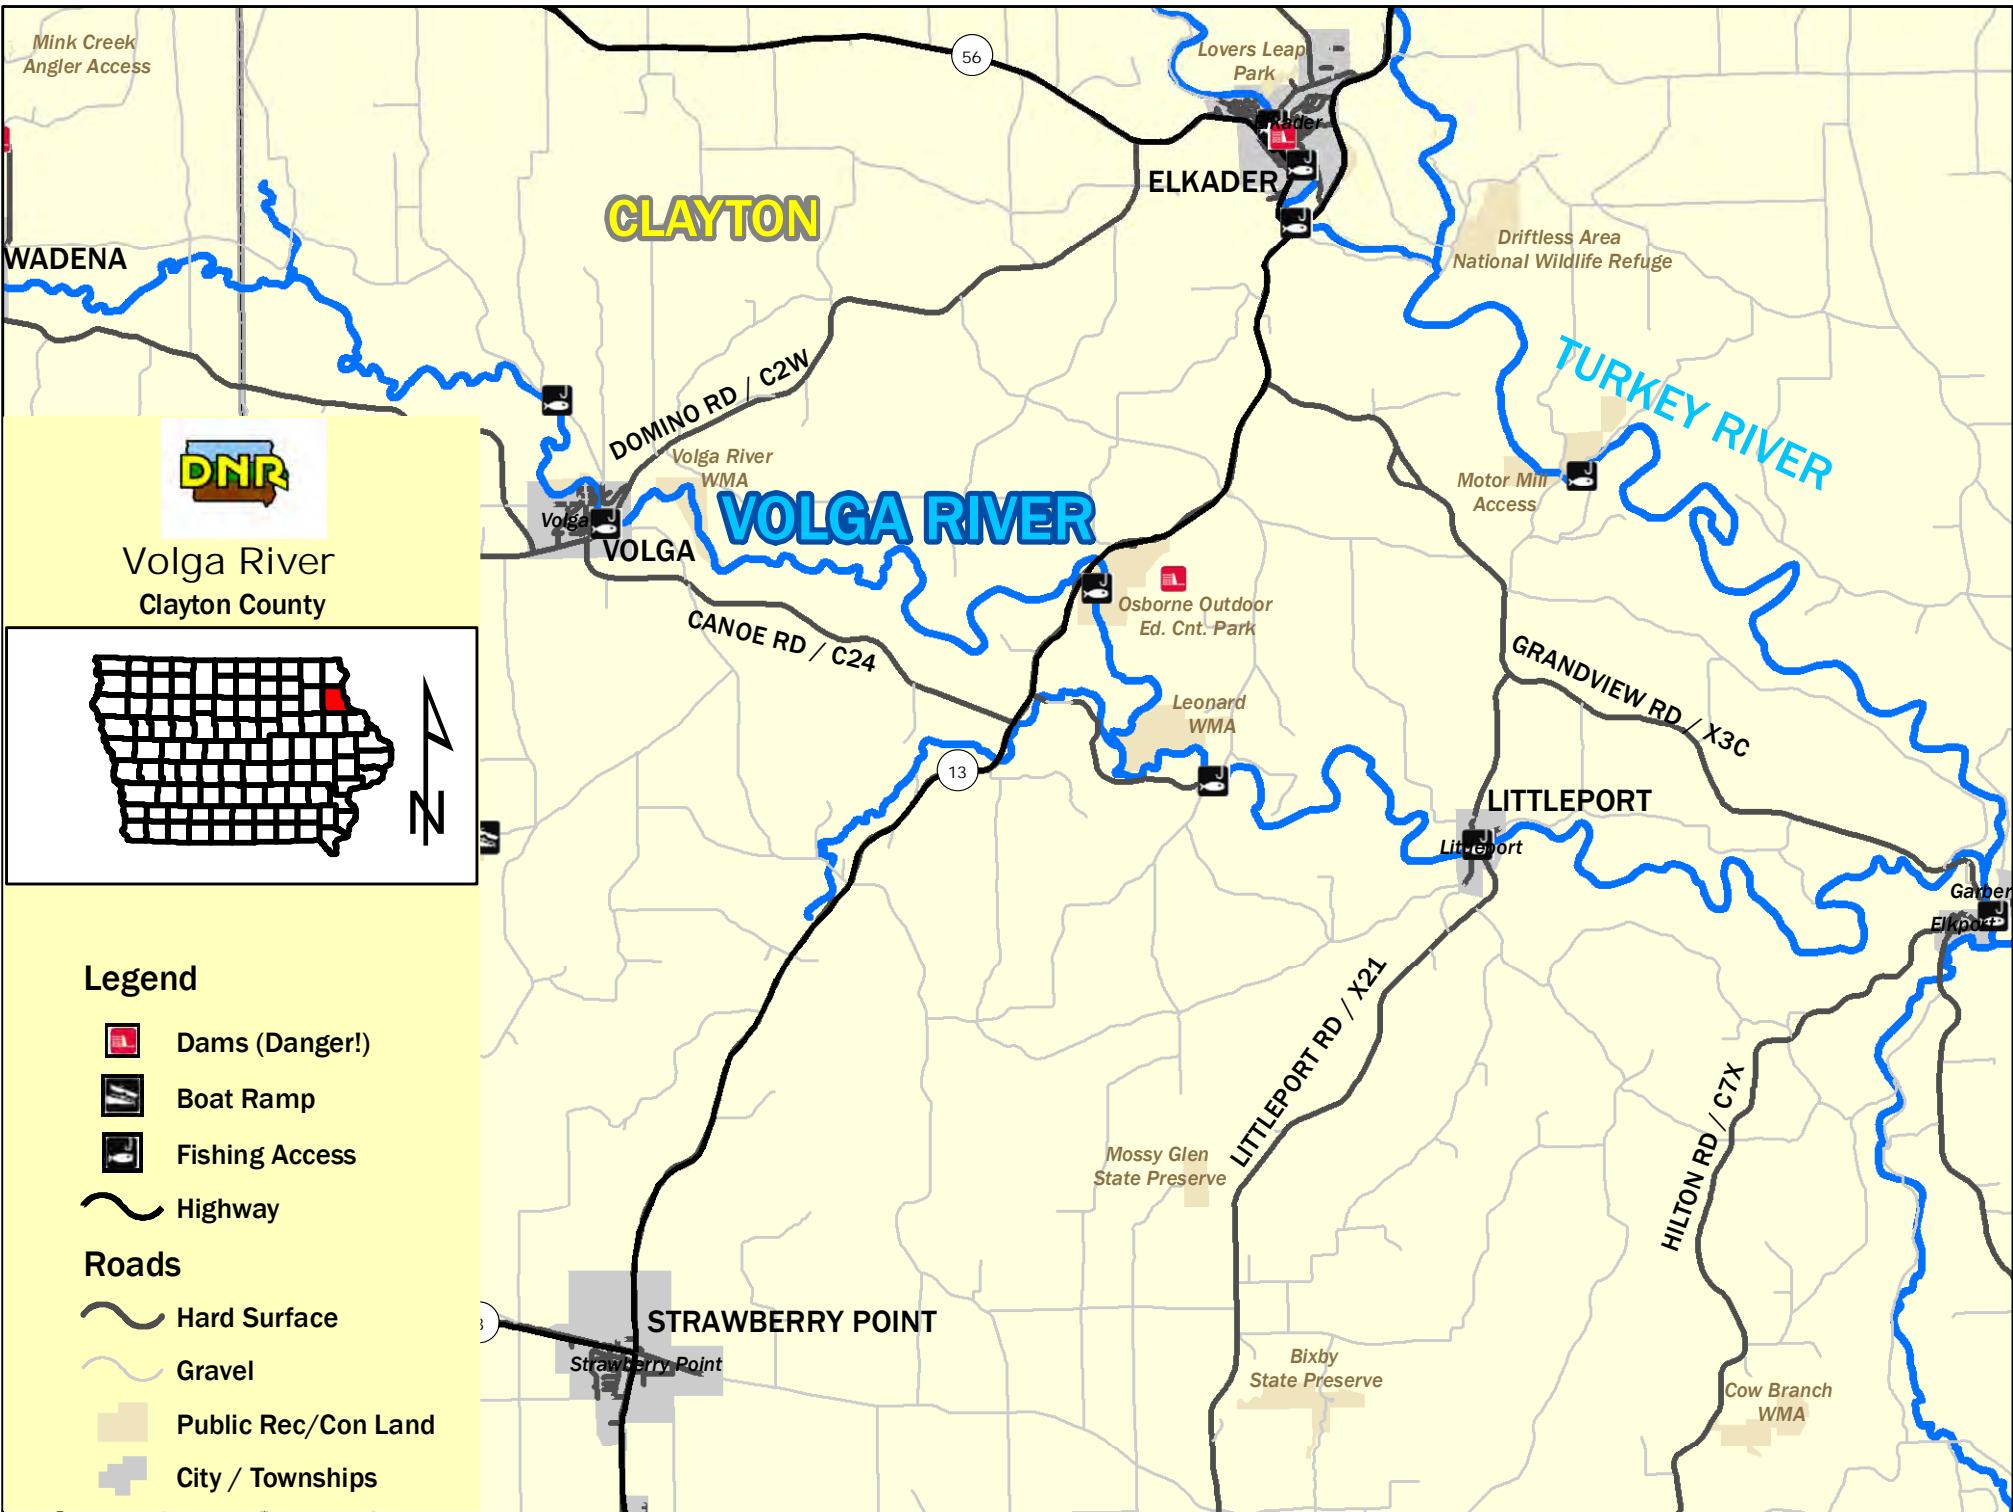 Mink Creek
Angler Access
56
Lovers Leap
Park
Elkader
ELKADER
CLAYTON
WADENA
Driftless Area
National Wildlife Refuge
TURKEY RIVER
DOMINO RD / C2W
Volga River
WMA
Motor Mill
Access
VOLGA RIVER
Volga
VOLGA
DNR
Volga River
Clayton County
N
CANOE RD / C24
Osborne Outdoor
Ed. Cnt. Park
GRANDVIEW RD / X3C
Leonard
WMA
13
LITTLEPORT
Littleport
Garber
Elkport
LITTLEPORT RD / X21
HILTON RD / C7X
Mossy Glen
State Preserve
STRAWBERRY POINT
Strawberry Point
Bixby
State Preserve
Cow Branch
WMA
Legend
Dams (Danger!)
Boat Ramp
Fishing Access
Highway
Roads
Hard Surface
Gravel
Public Rec/Con Land
City / Townships